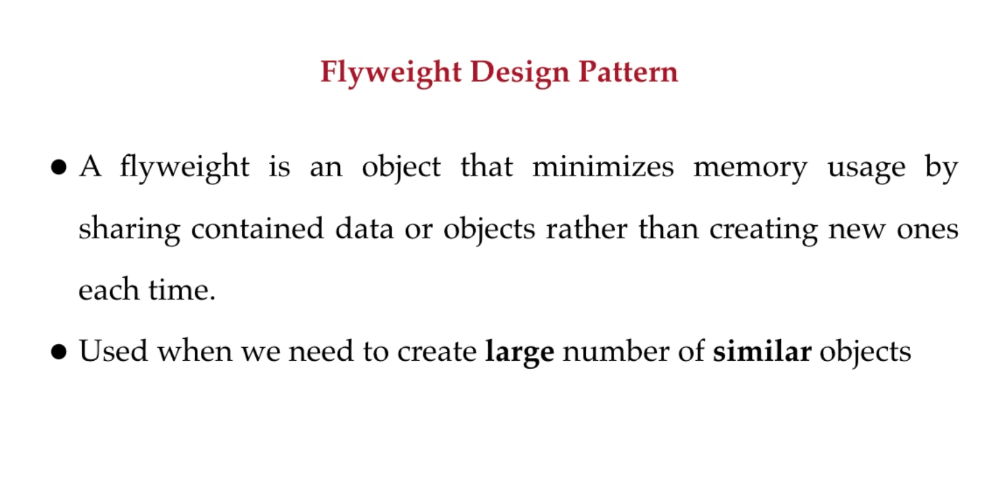 Flyweight Design Pattern
● A flyweight is an object that minimizes memory usage by
sharing contained data or objects rather than creating new ones
each time.
● Used when we need to create large number of similar objects